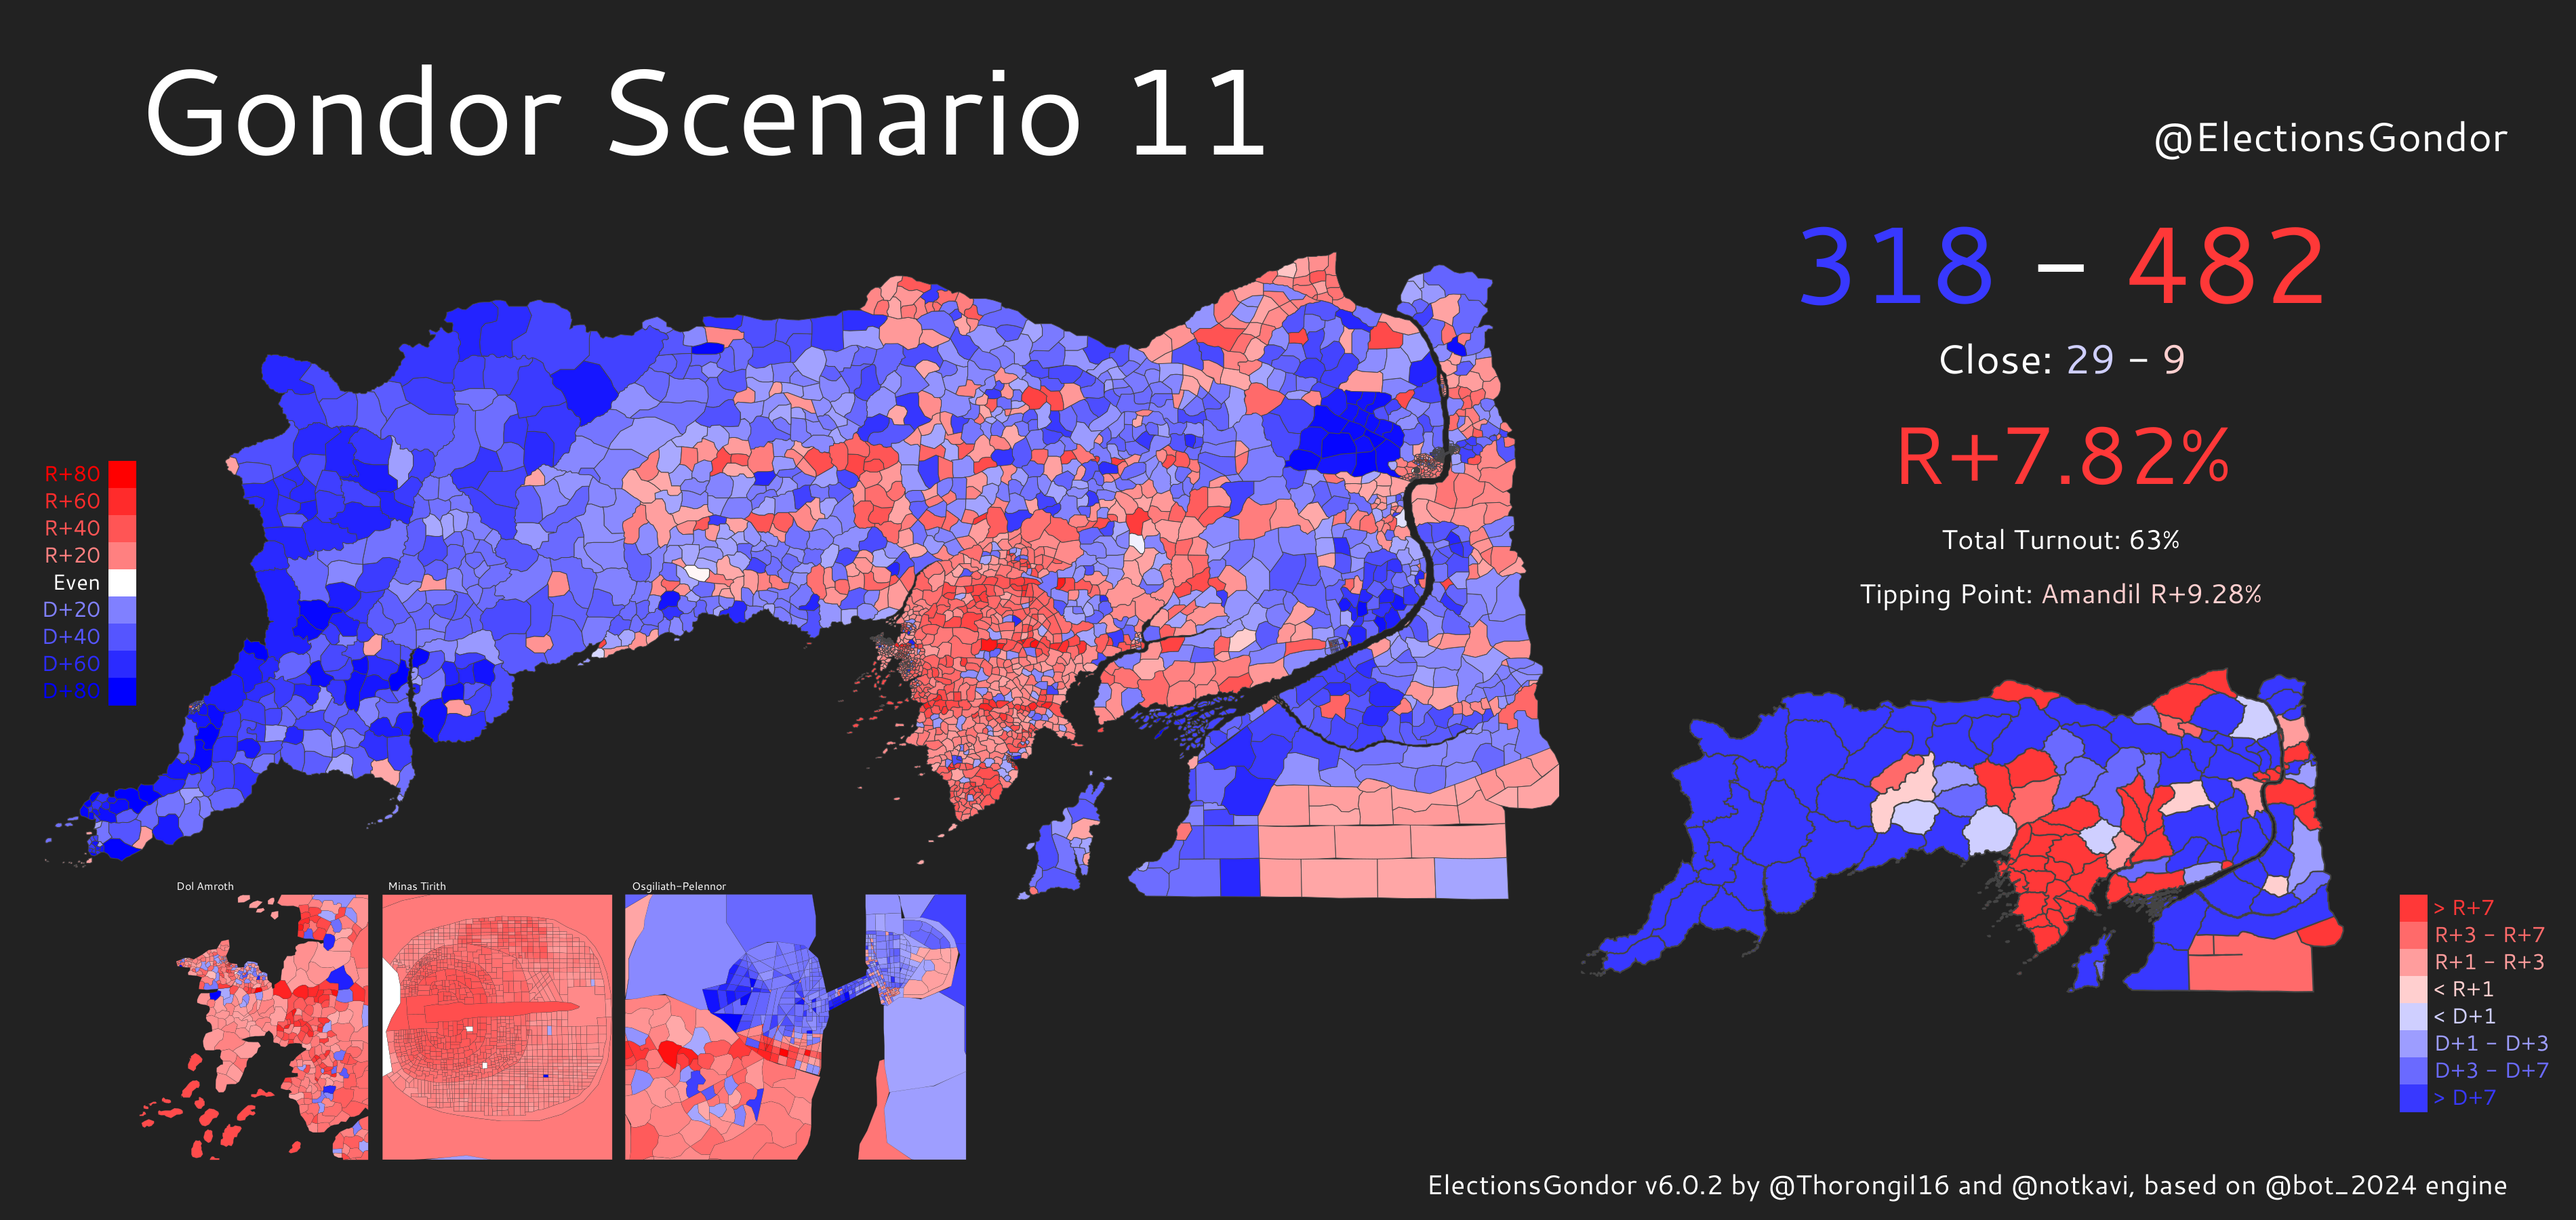 Gondor Scenario 11
@ElectionsGondor
318 – 482
Close: 29 – 9
R+7.82%
Total Turnout: 63%
Tipping Point: Amandil R+9.28%
R+80
R+60
R+40
R+20
Even
D+20
D+40
D+60
D+80
Dol Amroth
Minas Tirith
Osgiliath-Pelennor
> R+7
R+3 – R+7
R+1 – R+3
< R+1
< D+1
D+1 – D+3
D+3 – D+7
> D+7
ElectionsGondor v6.0.2 by @Thorongil16 and @notkavi, based on @bot_2024 engine